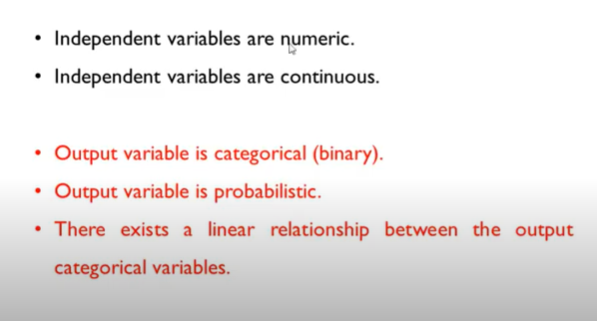 • Independent variables are numeric.
• Independent variables are continuous.
• Output variable is categorical (binary).
• Output variable is probabilistic.
• There exists a linear relationship between the output
categorical variables.